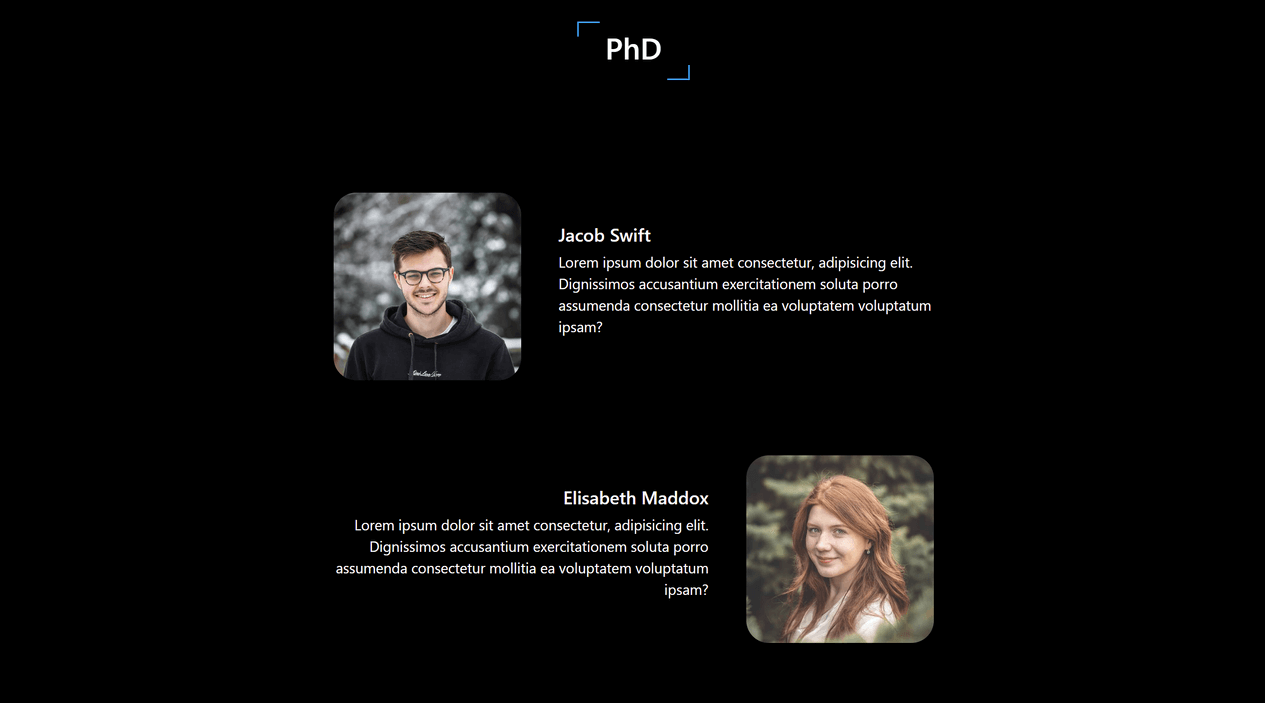 PhD
Jacob Swift
Lorem ipsum dolor sit amet consectetur, adipisicing elit.
Dignissimos accusantium exercitationem soluta porro
assumenda consectetur mollitia ea voluptatem voluptatum
ipsam?
Elisabeth Maddox
Lorem ipsum dolor sit amet consectetur, adipisicing elit.
Dignissimos accusantium exercitationem soluta porro
assumenda consectetur mollitia ea voluptatem voluptatum
ipsam?